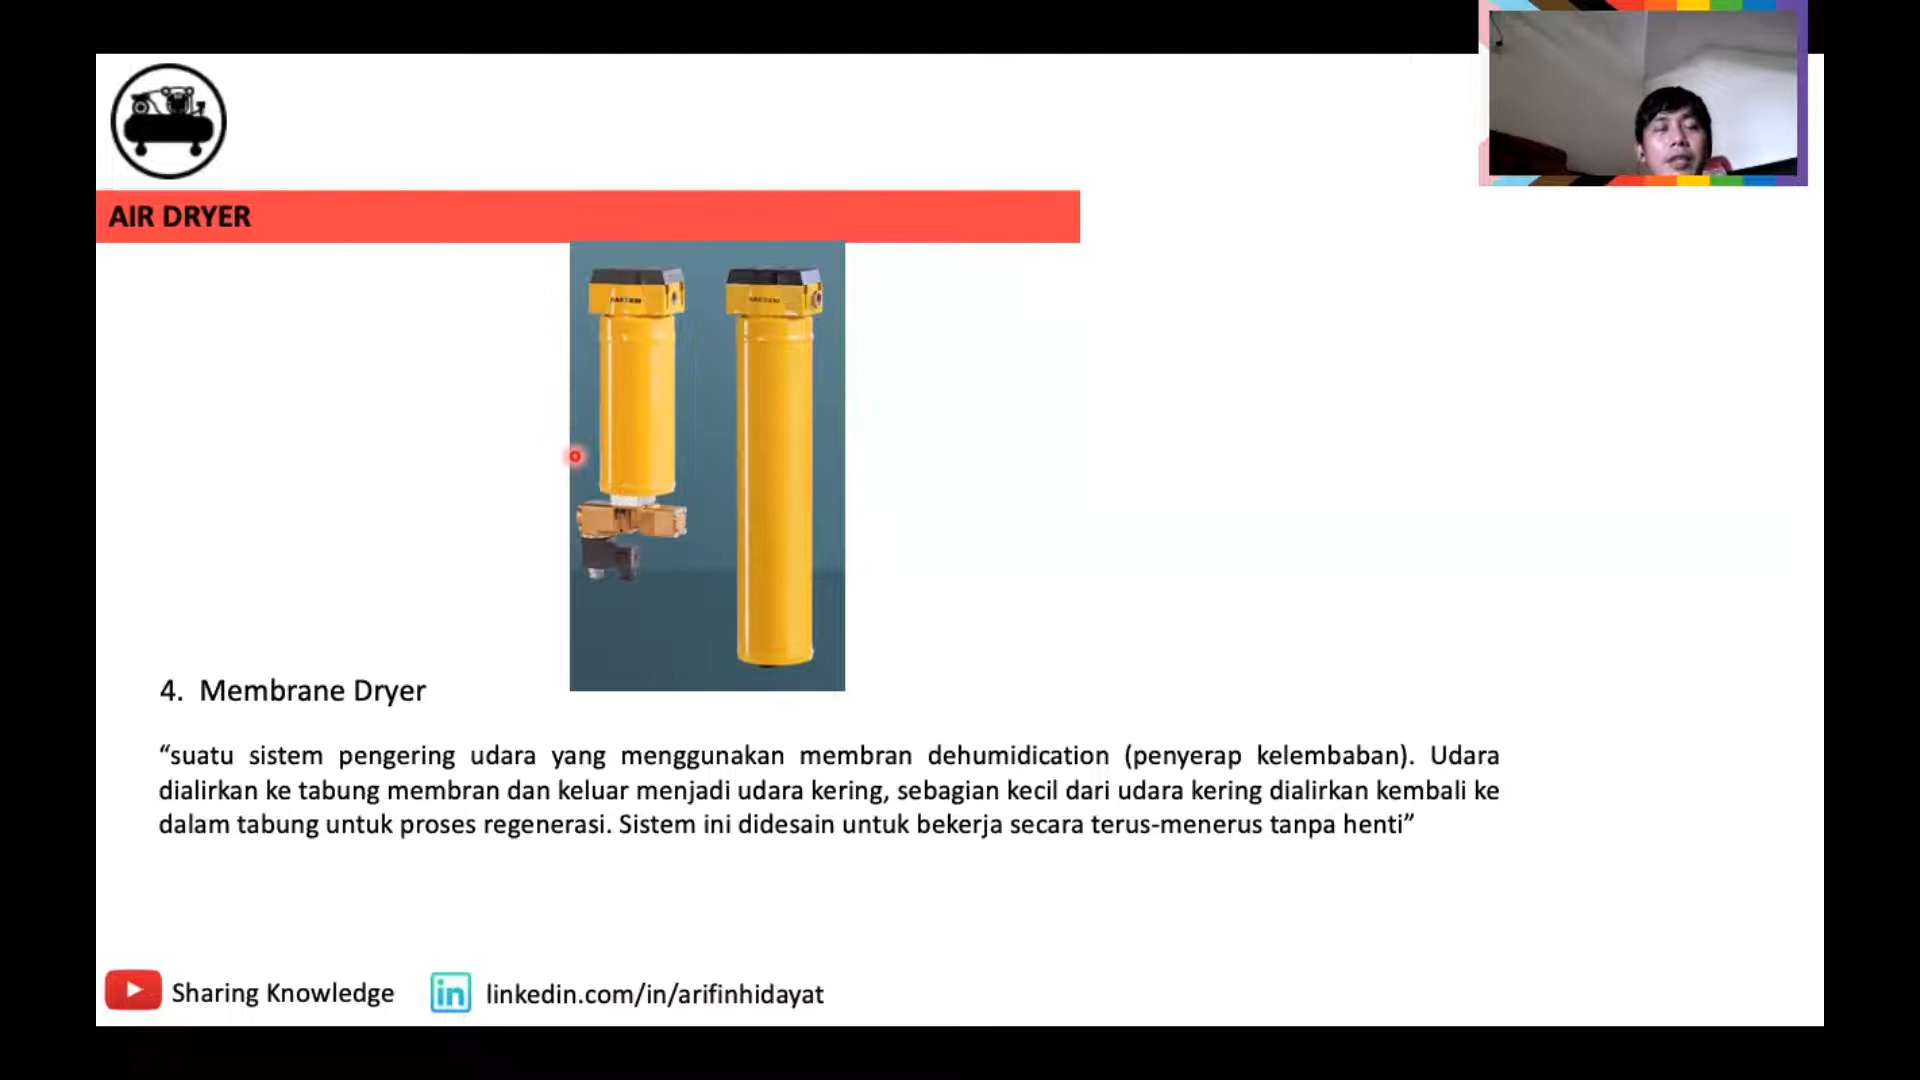 AIR DRYER
4. Membrane Dryer
“suatu sistem pengering udara yang menggunakan membran dehumidication (penyerap kelembaban). Udara
dialirkan ke tabung membran dan keluar menjadi udara kering, sebagian kecil dari udara kering dialirkan kembali ke
dalam tabung untuk proses regenerasi. Sistem ini didesain untuk bekerja secara terus-menerus tanpa henti”
Sharing Knowledge
in linkedin.com/in/arifinhidayat